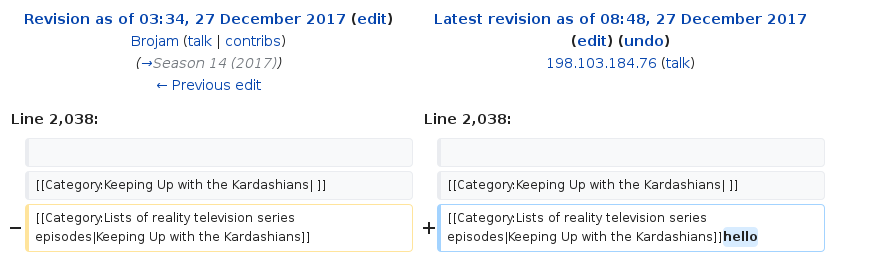 Revision as of 03:34, 27 December 2017 (edit)
Brojam (talk | contribs)
(→Season 14 (2017))
← Previous edit
Latest revision as of 08:48, 27 December 2017
(edit) (undo)
198.103.184.76 (talk)
Line 2,038:
Line 2,038:
[[Category:Keeping Up with the Kardashians| ]]
[[Category:Keeping Up with the Kardashians| ]]
− [[Category:Lists of reality television series
episodes|Keeping Up with the Kardashians]]
+ [[Category:Lists of reality television series
episodes|Keeping Up with the Kardashians]]hello